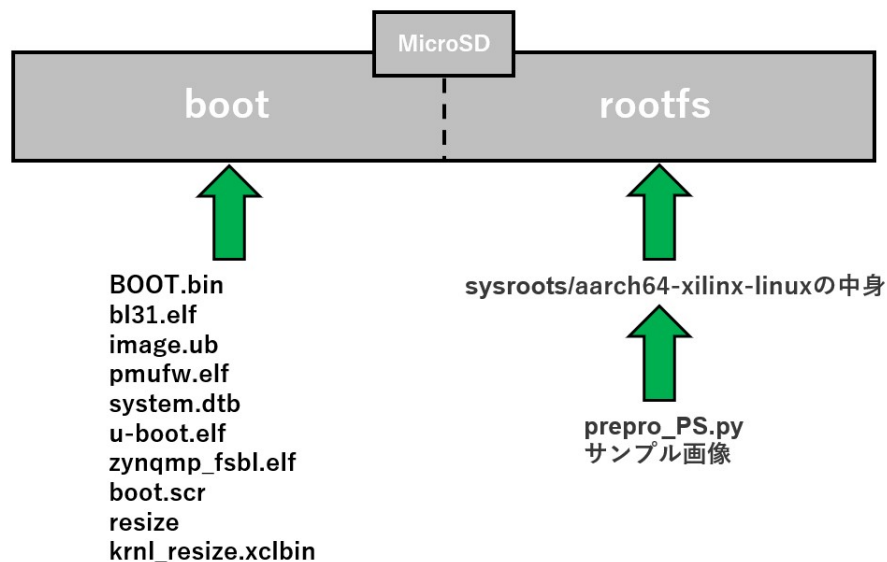 MicroSD
boot
rootfs
BOOT.bin
bl31.elf
image.ub
pmufw.elf
system.dtb
u-boot.elf
zynqmp_fsbl.elf
boot.scr
resize
krnl_resize.xclbin
sysroots/aarch64-xilinx-linuxの中身
prepro_PS.py
サンプル画像